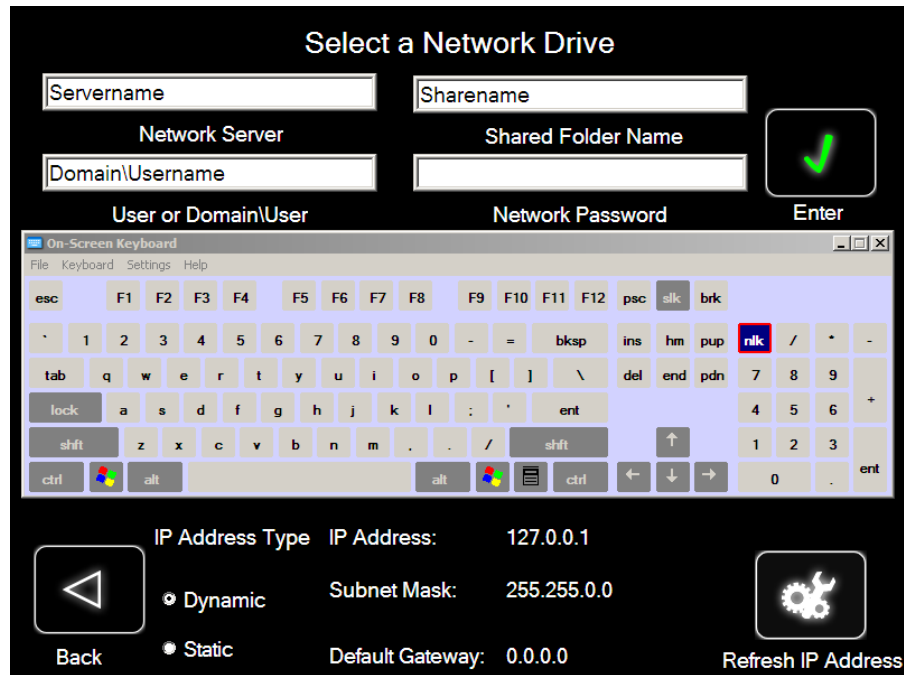 Select a Network Drive
Servername Sharename
Network Server Shared Folder Name
Domain\Username
User or Domain\User Network Password Enter
On-Screen Keyboard
File Keyboard Settings Help
esc F1 F2 F3 F4 F5 F6 F7 F8 F9 F10 F11 F12 psc slk brk
` 1 2 3 4 5 6 7 8 9 0 - = bksp ins hm pup nlk / * -
tab q w e r t y u i o p [ ] \ del end pdn 7 8 9
lock a s d f g h j k l ; ' ent 4 5 6 +
shft z x c v b n m , . / shft ↑ 1 2 3
ctrl alt alt ctrl ← ↓ → 0 . ent
IP Address Type IP Address: 127.0.0.1
Dynamic Subnet Mask: 255.255.0.0
Static Default Gateway: 0.0.0.0
Back Refresh IP Address